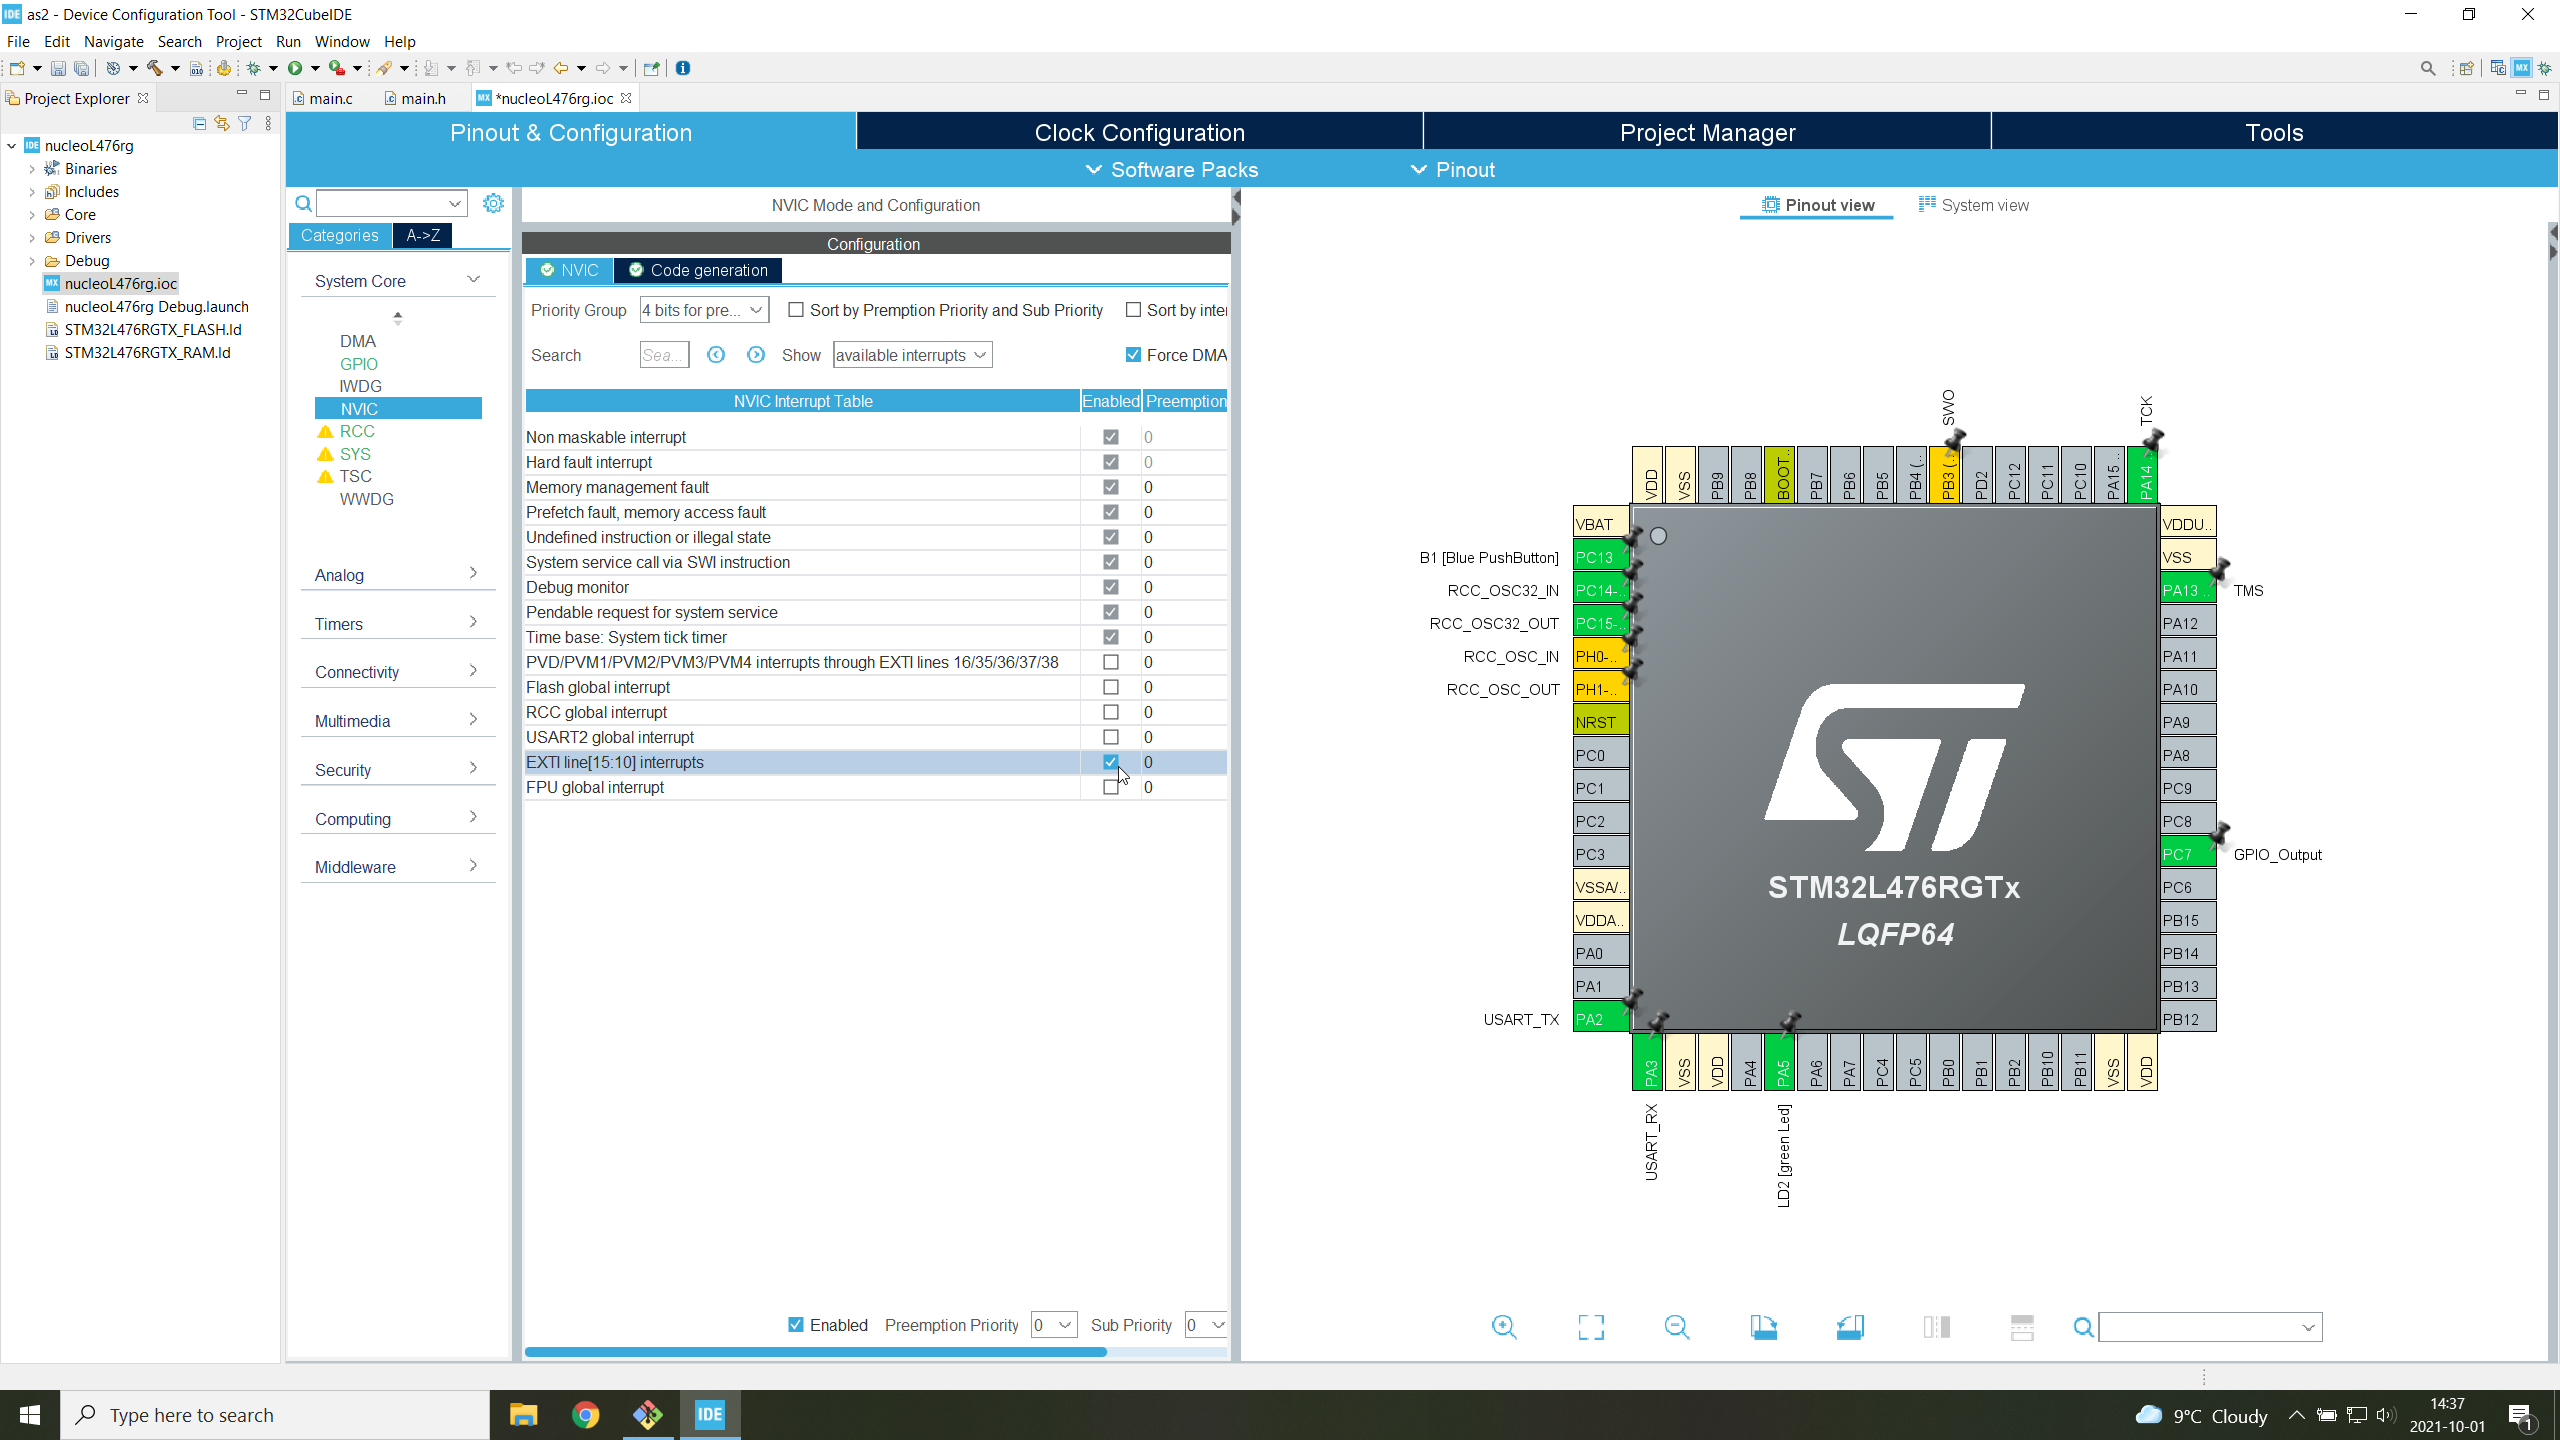 IDE as2 - Device Configuration Tool - STM32CubeIDE
File Edit Navigate Search Project Run Window Help
Project Explorer
main.c main.h MX *nucleoL476rg.ioc
MX
Pinout & Configuration Clock Configuration Project Manager Tools
Software Packs Pinout
IDE nucleoL476rg
Binaries
Includes
Core
Drivers
Debug
MX nucleoL476rg.ioc
nucleoL476rg Debug.launch
STM32L476RGTX_FLASH.ld
STM32L476RGTX_RAM.ld
Categories A->Z
System Core
DMA
GPIO
IWDG
NVIC
RCC
SYS
TSC
WWDG
Analog
Timers
Connectivity
Multimedia
Security
Computing
Middleware
NVIC Mode and Configuration
Configuration
NVIC Code generation
Priority Group 4 bits for pre... Sort by Premption Priority and Sub Priority Sort by inter
Search Sea... Show available interrupts Force DMA
NVIC Interrupt Table Enabled Preemption
Non maskable interrupt 0
Hard fault interrupt 0
Memory management fault 0
Prefetch fault, memory access fault 0
Undefined instruction or illegal state 0
System service call via SWI instruction 0
Debug monitor 0
Pendable request for system service 0
Time base: System tick timer 0
PVD/PVM1/PVM2/PVM3/PVM4 interrupts through EXTI lines 16/35/36/37/38 0
Flash global interrupt 0
RCC global interrupt 0
USART2 global interrupt 0
EXTI line[15:10] interrupts 0
FPU global interrupt 0
Enabled Preemption Priority 0 Sub Priority 0
Pinout view System view
SWO TCK
VDD VSS PB9 PB8 BOOT.. PB7 PB6 PB5 PB4 (.. PB3 (.. PD2 PC12 PC11 PC10 PA15 .. PA14 ..
VBAT VDDU..
B1 [Blue PushButton] PC13 VSS
RCC_OSC32_IN PC14-.. PA13 .. TMS
RCC_OSC32_OUT PC15-.. PA12
RCC_OSC_IN PH0-.. PA11
RCC_OSC_OUT PH1-.. PA10
NRST PA9
PC0 PA8
PC1 PC9
PC2 PC8
PC3 PC7 GPIO_Output
VSSA/.. PC6
VDDA.. PB15
PA0 PB14
PA1 PB13
USART_TX PA2 PB12
ST
STM32L476RGTx
LQFP64
PA3 VSS VDD PA4 PA5 PA6 PA7 PC4 PC5 PB0 PB1 PB2 PB10 PB11 VSS VDD
USART_RX LD2 [green Led]
Type here to search
IDE
9°C Cloudy
14:37
2021-10-01
1